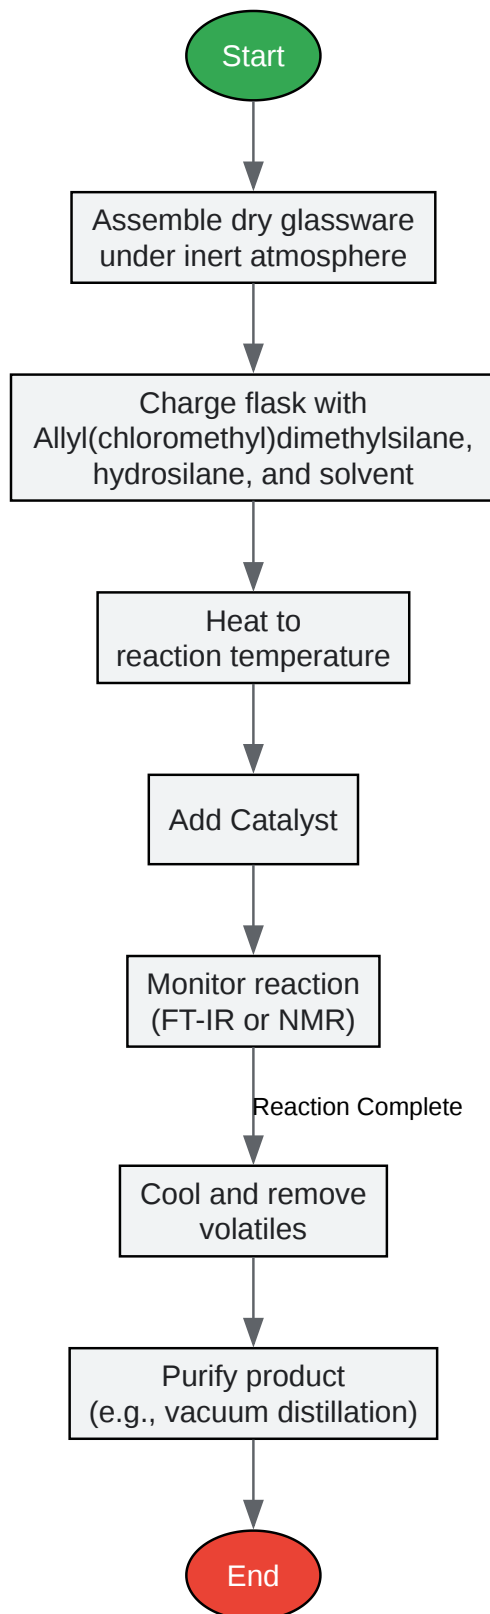 Start
Assemble dry glassware
under inert atmosphere
Charge flask with
Allyl(chloromethyl)dimethylsilane,
hydrosilane, and solvent
Heat to
reaction temperature
Add Catalyst
Monitor reaction
(FT-IR or NMR)
Reaction Complete
Cool and remove
volatiles
Purify product
(e.g., vacuum distillation)
End